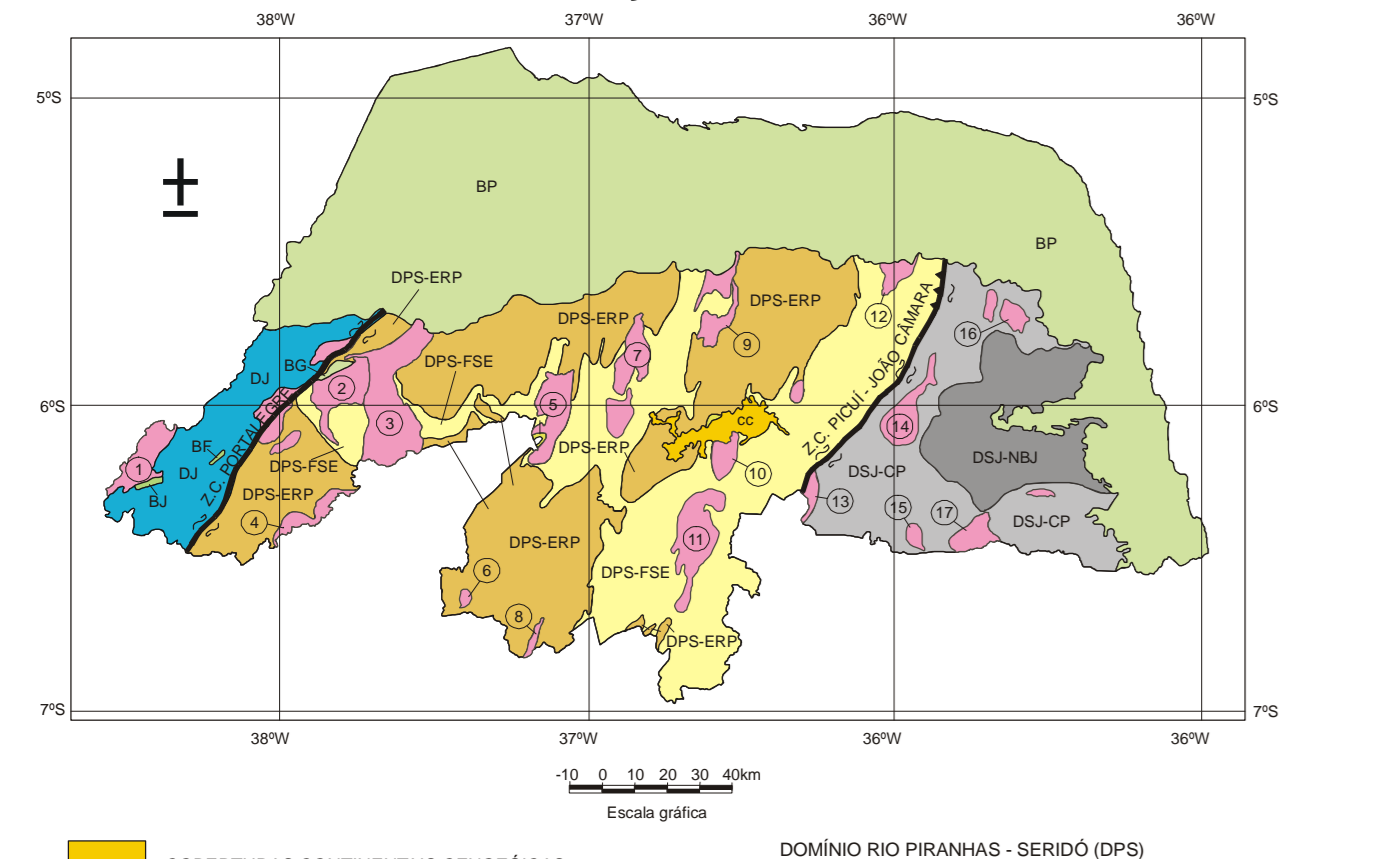 38ºW 37ºW 36ºW 36ºW
5ºS 5ºS
BP
BP
DPS-ERP
DPS-ERP
DPS-ERP
12
16
Z.C. PICUÍ - JOÃO CÂMARA
9
7
DPS-FSE
BG
DJ
2
5
6ºS 6ºS
3
cc
14
Z.C. PORTALEGRE
BF
DPS-ERP
DSJ-NBJ
DPS-FSE
1
DJ
10
DSJ-CP
BJ
DPS-ERP
13
15
17
DSJ-CP
4
11
DPS-ERP
6
DPS-FSE
8
DPS-ERP
7ºS 7ºS
38ºW 37ºW 36ºW 36ºW
-10 0 10 20 30 40km
Escala gráfica
DOMÍNIO RIO PIRANHAS - SERIDÓ (DPS)